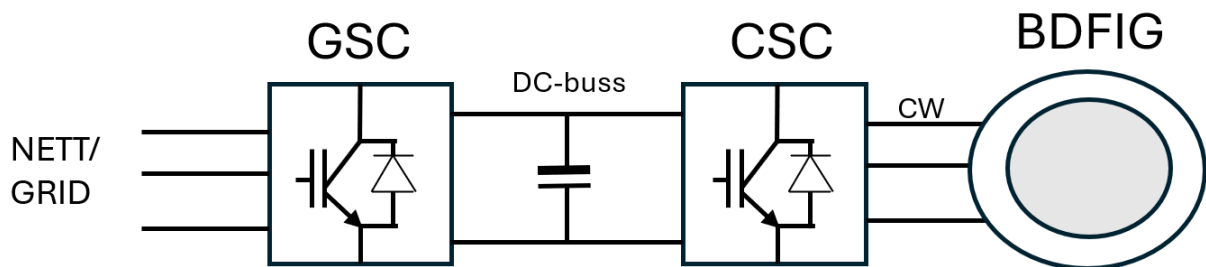 GSC
CSC
BDFIG
DC-buss
CW
NETT/
GRID